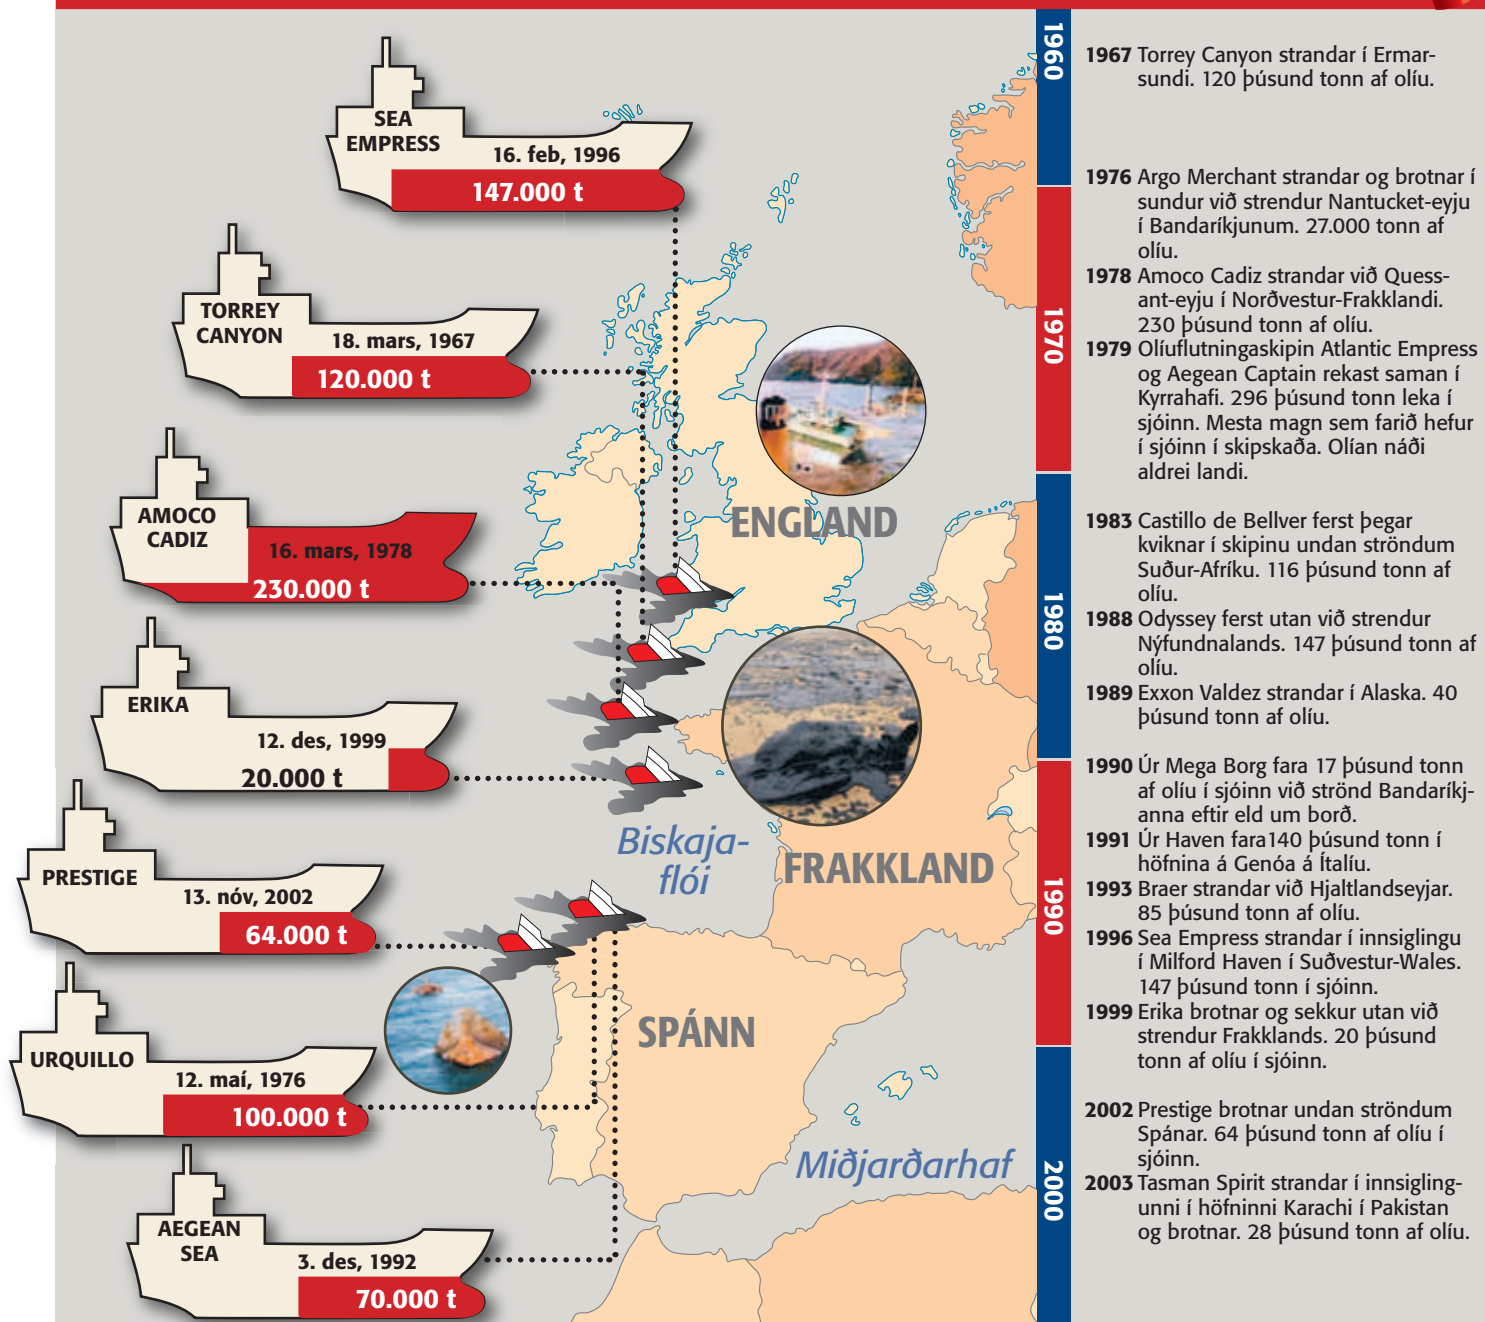 SEA
EMPRESS
16. feb, 1996
147.000 t
TORREY
CANYON
18. mars, 1967
120.000 t
AMOCO
CADIZ
16. mars, 1978
230.000 t
ERIKA
12. des, 1999
20.000 t
PRESTIGE
13. nóv, 2002
64.000 t
URQUILLO
12. maí, 1976
100.000 t
AEGEAN
SEA
3. des, 1992
70.000 t
ENGLAND
Biskaja-
flói
FRAKKLAND
SPÁNN
Miðjarðarhaf
1960
1970
1980
1990
2000
1967 Torrey Canyon strandar í Ermar-
sundi. 120 þúsund tonn af olíu.
1976 Argo Merchant strandar og brotnar í
sundur við strendur Nantucket-eyju
í Bandaríkjunum. 27.000 tonn af
olíu.
1978 Amoco Cadiz strandar við Quess-
ant-eyju í Norðvestur-Frakklandi.
230 þúsund tonn af olíu.
1979 Olíuflutningaskipin Atlantic Empress
og Aegean Captain rekast saman í
Kyrrahafi. 296 þúsund tonn leka í
sjóinn. Mesta magn sem farið hefur
í sjóinn í skipskaða. Olían náði
aldrei landi.
1983 Castillo de Bellver ferst þegar
kviknar í skipinu undan ströndum
Suður-Afríku. 116 þúsund tonn af
olíu.
1988 Odyssey ferst utan við strendur
Nýfundnalands. 147 þúsund tonn af
olíu.
1989 Exxon Valdez strandar í Alaska. 40
þúsund tonn af olíu.
1990 Úr Mega Borg fara 17 þúsund tonn
af olíu í sjóinn við strönd Bandaríkj-
anna eftir eld um borð.
1991 Úr Haven fara140 þúsund tonn í
höfnina á Genóa á Ítalíu.
1993 Braer strandar við Hjaltlandseyjar.
85 þúsund tonn af olíu.
1996 Sea Empress strandar í innsiglingu
í Milford Haven í Suðvestur-Wales.
147 þúsund tonn í sjóinn.
1999 Erika brotnar og sekkur utan við
strendur Frakklands. 20 þúsund
tonn af olíu í sjóinn.
2002 Prestige brotnar undan ströndum
Spánar. 64 þúsund tonn af olíu í
sjóinn.
2003 Tasman Spirit strandar í innsigling-
unni í höfninni Karachi í Pakistan
og brotnar. 28 þúsund tonn af olíu.